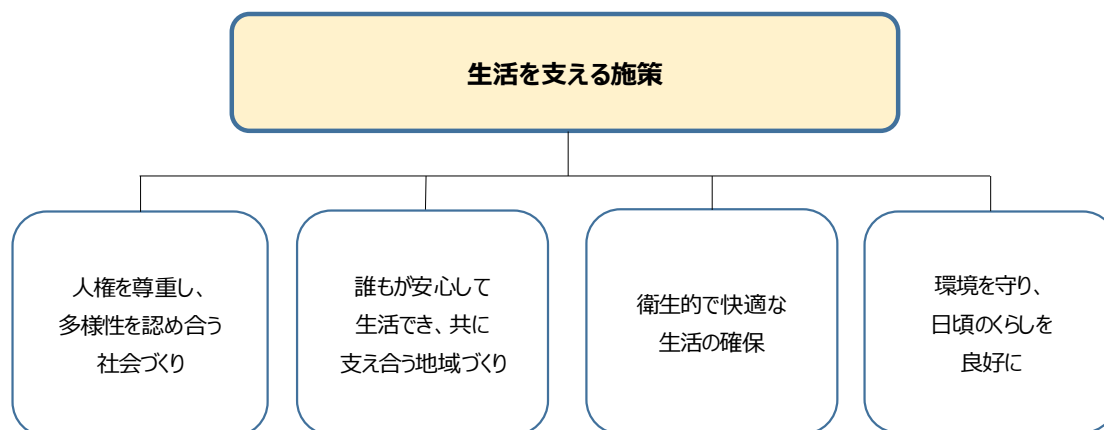 生活を支える施策
人権を尊重し、
多様性を認め合う
社会づくり
誰もが安心して
生活でき、共に
支え合う地域づくり
衛生的で快適な
生活の確保
環境を守り、
日頃のくらしを
良好に